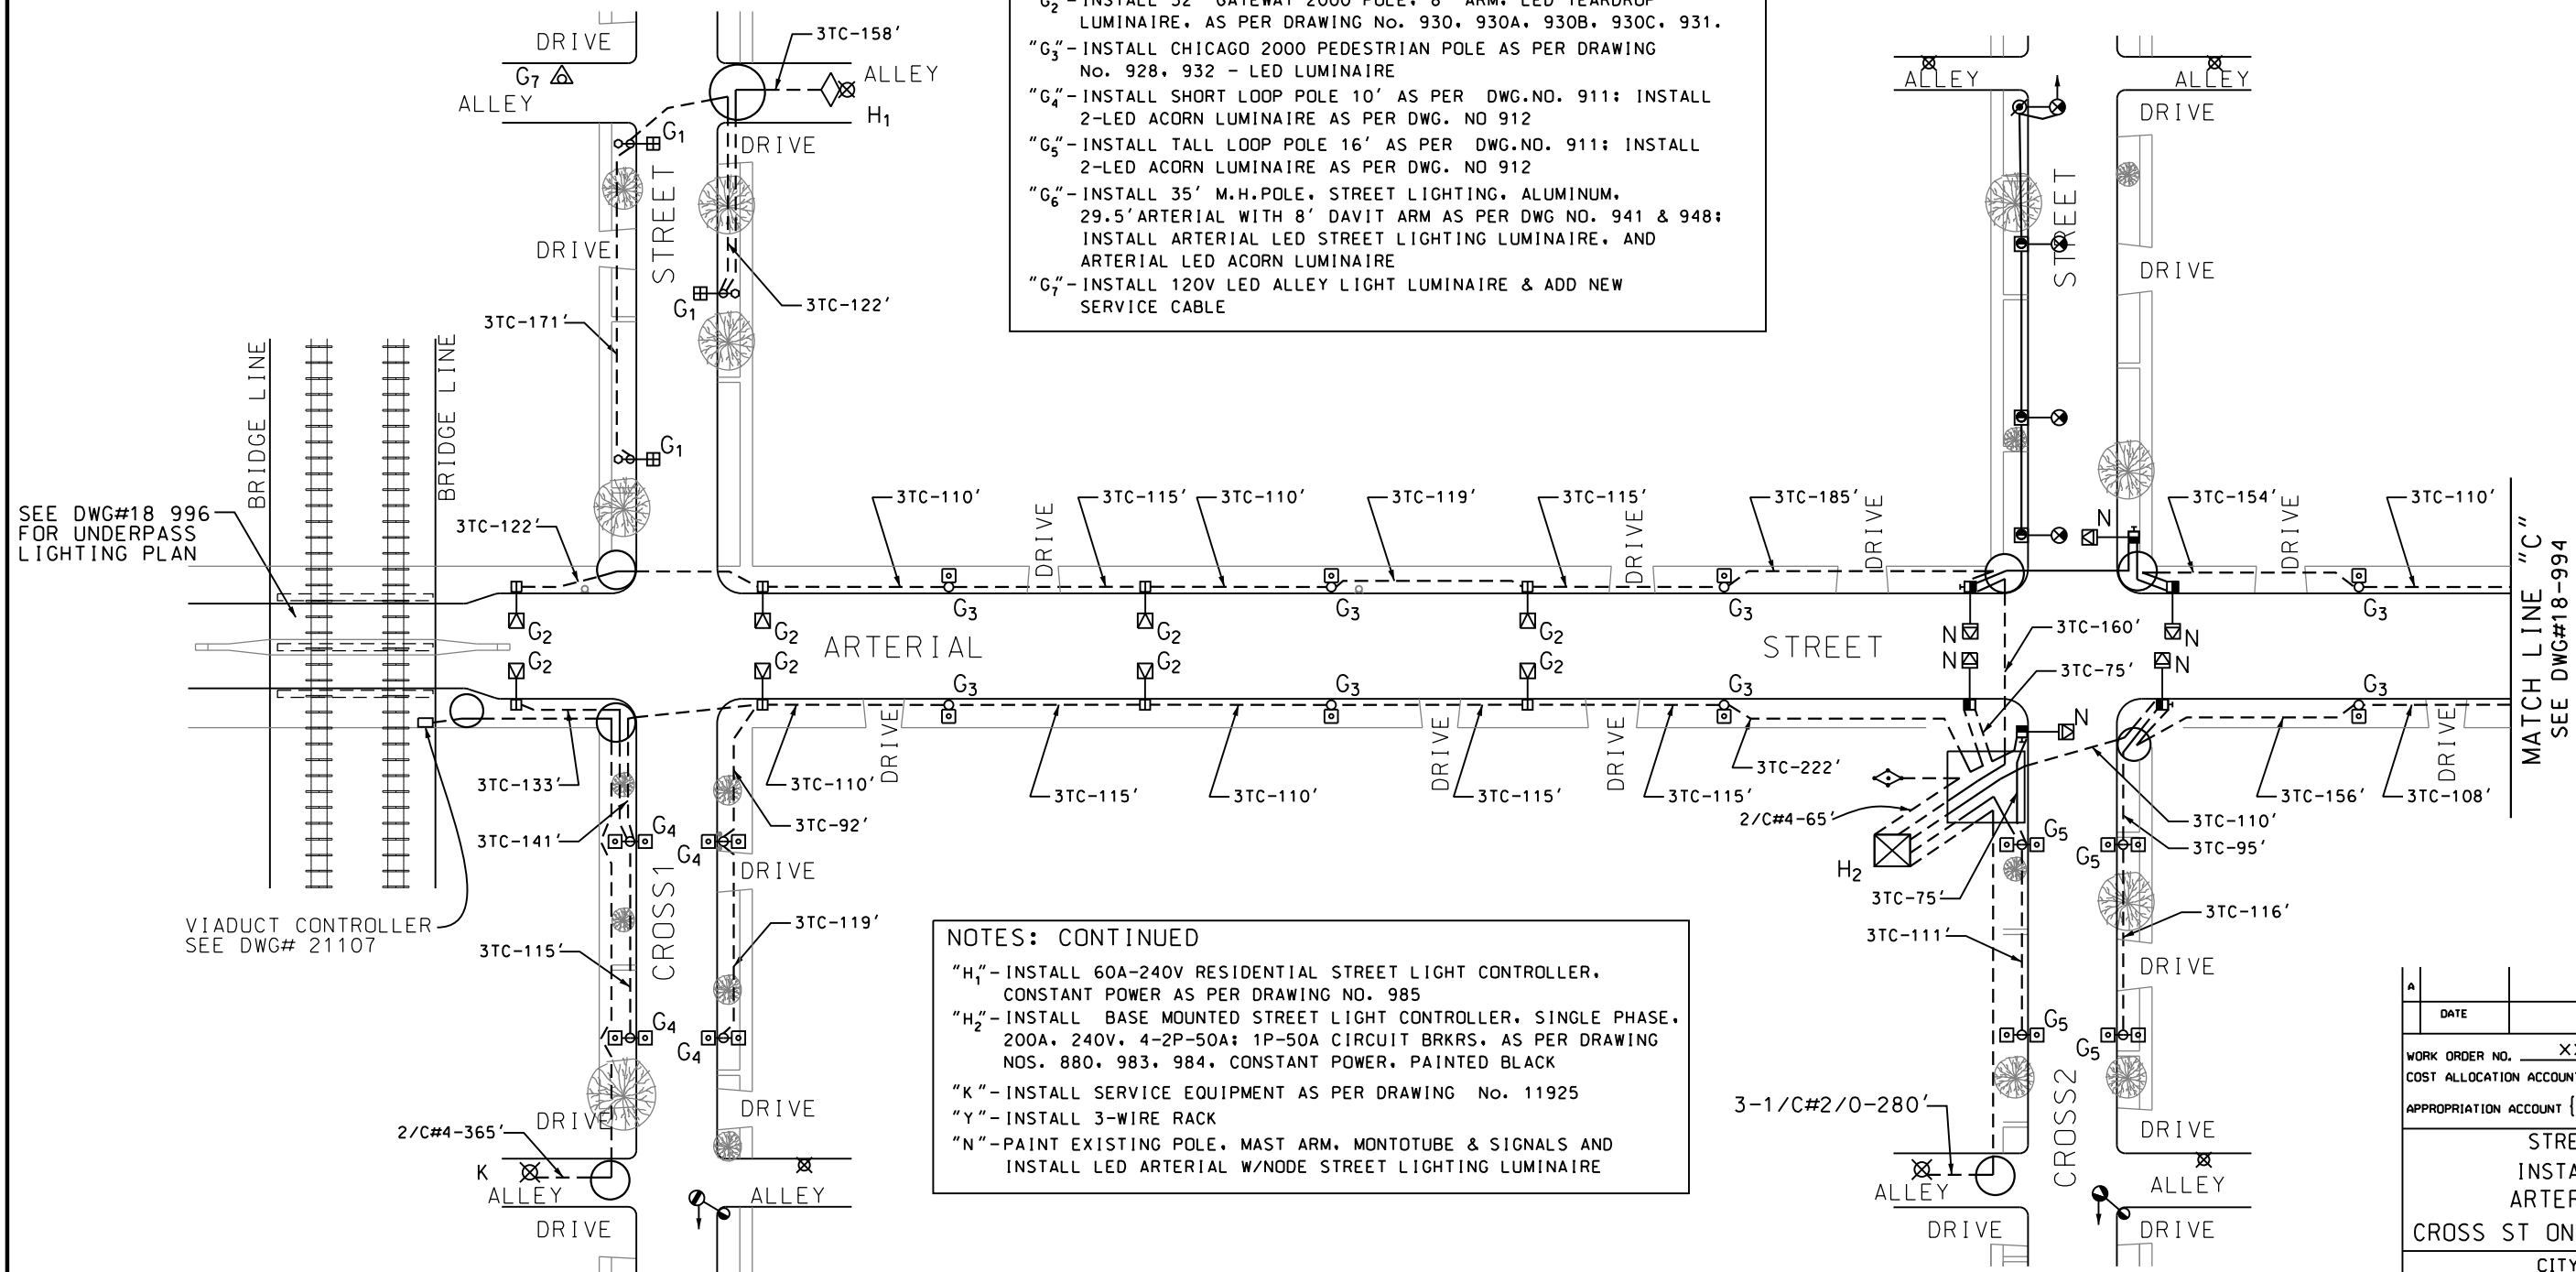 "G2"-INSTALL 32' GATEWAY 2000 POLE, 8' ARM, LED TEARDROP
LUMINAIRE, AS PER DRAWING No. 930, 930A, 930B, 930C, 931.
"G3"-INSTALL CHICAGO 2000 PEDESTRIAN POLE AS PER DRAWING
No. 928, 932 - LED LUMINAIRE
"G4"-INSTALL SHORT LOOP POLE 10' AS PER DWG.NO. 911; INSTALL
2-LED ACORN LUMINAIRE AS PER DWG. NO 912
"G5"-INSTALL TALL LOOP POLE 16' AS PER DWG.NO. 911; INSTALL
2-LED ACORN LUMINAIRE AS PER DWG. NO 912
"G6"-INSTALL 35' M.H.POLE, STREET LIGHTING, ALUMINUM,
29.5'ARTERIAL WITH 8' DAVIT ARM AS PER DWG NO. 941 & 948;
INSTALL ARTERIAL LED STREET LIGHTING LUMINAIRE, AND
ARTERIAL LED ACORN LUMINAIRE
"G7"-INSTALL 120V LED ALLEY LIGHT LUMINAIRE & ADD NEW
SERVICE CABLE
DRIVE
3TC-158'
G7
ALLEY
ALLEY
H1
G1
DRIVE
STREET
DRIVE
G1
3TC-122'
3TC-171'
G1
BRIDGE LINE
BRIDGE LINE
SEE DWG#18 996
FOR UNDERPASS
LIGHTING PLAN
3TC-122'
ALLEY
ALLEY
DRIVE
STREET
DRIVE
3TC-110'
DRIVE
3TC-115'
3TC-110'
3TC-119'
3TC-115'
DRIVE
3TC-185'
DRIVE
N
3TC-154'
DRIVE
3TC-110'
G3
G3
G3
G3
G2
G2
G2
G2
ARTERIAL
STREET
N
N
3TC-160'
G2
G2
G2
G2
N
N
3TC-75'
G3
G3
G3
G3
MATCH LINE "C"
SEE DWG#18-994
N
3TC-133'
3TC-110'
DRIVE
3TC-115'
3TC-110'
DRIVE
3TC-115'
DRIVE
3TC-115'
3TC-222'
3TC-156'
3TC-108'
DRIVE
3TC-141'
G4
3TC-92'
G4
DRIVE
2/C#4-65'
3TC-110'
G5
3TC-95'
G5
H2
CROSS1
3TC-75'
VIADUCT CONTROLLER
SEE DWG# 21107
3TC-115'
3TC-119'
3TC-111'
3TC-116'
DRIVE
G4
G4
G5
G5
DRIVE
DRIVE
2/C#4-365'
K
ALLEY
ALLEY
DRIVE
NOTES: CONTINUED
"H1"-INSTALL 60A-240V RESIDENTIAL STREET LIGHT CONTROLLER,
CONSTANT POWER AS PER DRAWING NO. 985
"H2"-INSTALL BASE MOUNTED STREET LIGHT CONTROLLER, SINGLE PHASE,
200A, 240V, 4-2P-50A; 1P-50A CIRCUIT BRKRS, AS PER DRAWING
NOS. 880, 983, 984, CONSTANT POWER, PAINTED BLACK
"K"-INSTALL SERVICE EQUIPMENT AS PER DRAWING No. 11925
"Y"-INSTALL 3-WIRE RACK
"N"-PAINT EXISTING POLE, MAST ARM, MONTOTUBE & SIGNALS AND
INSTALL LED ARTERIAL W/NODE STREET LIGHTING LUMINAIRE
3-1/C#2/0-280'
CROSS2
DRIVE
ALLEY
ALLEY
DRIVE
DRIVE
A
DATE
WORK ORDER NO.
COST ALLOCATION
APPROPRIATION ACCOUNT {
CROSS ST